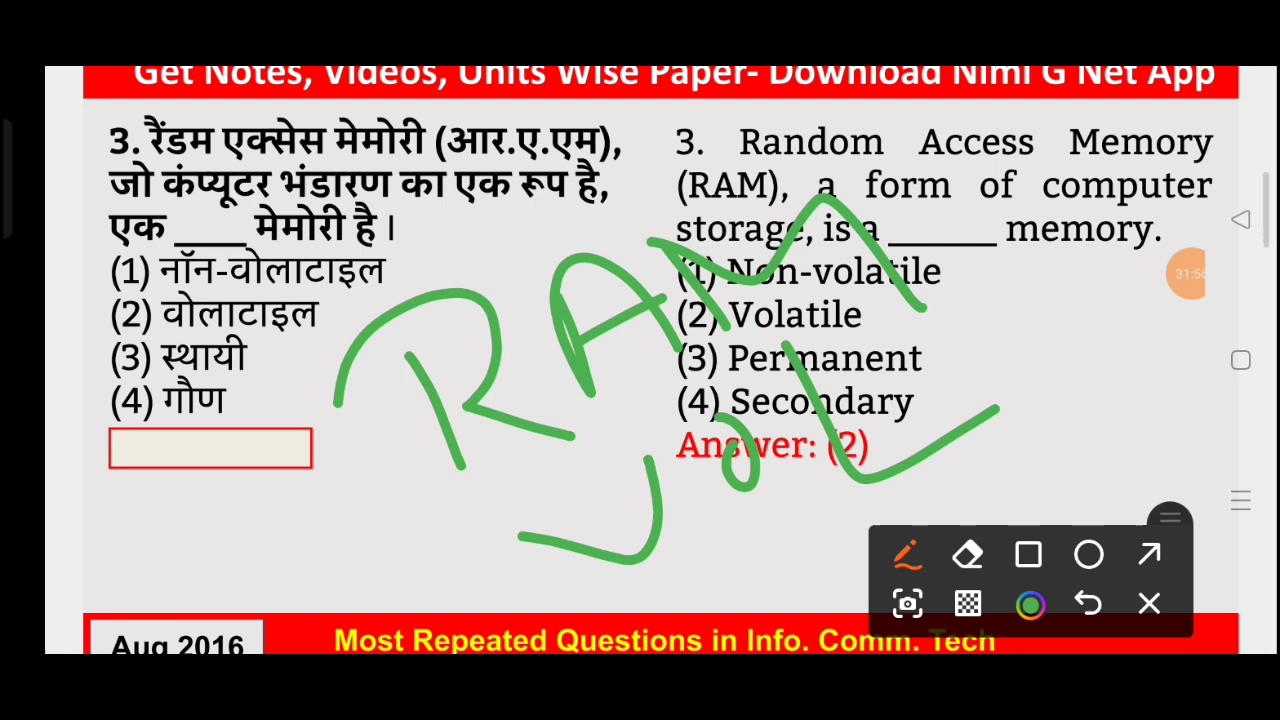 Get Notes, Videos, Units Wise Paper- Download Nimi G Net App
3. रैंडम एक्सेस मेमोरी (आर.ए.एम),
जो कंप्यूटर भंडारण का एक रूप है,
एक ____ मेमोरी है ।
(1) नॉन-वोलाटाइल
(2) वोलाटाइल
(3) स्थायी
(4) गौण
3. Random Access Memory
(RAM), a form of computer
storage, is a ______ memory.
(1) Non-volatile
(2) Volatile
(3) Permanent
(4) Secondary
Answer: (2)
RAM
VOL
31:56
Aug 2016
Most Repeated Questions in Info. Comm. Tech